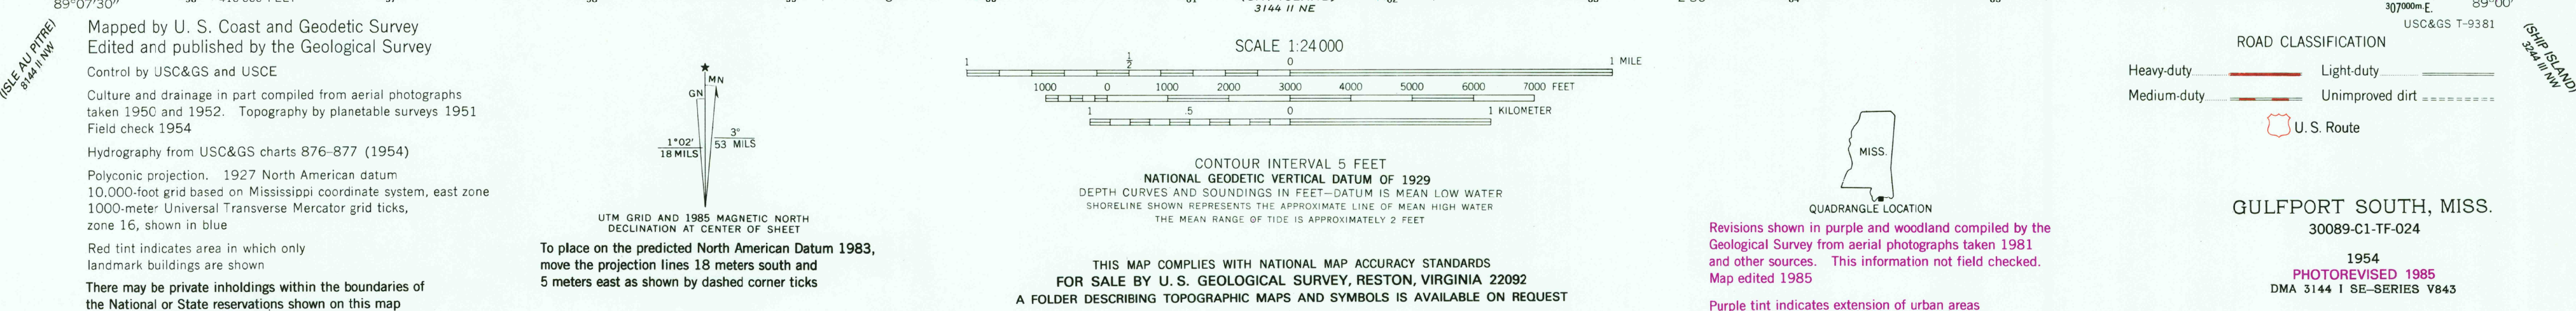 89°07'30"
3144 II NE
307000m. E.
89°00'
(ISLE AU PITRE)
8144 II NW
Mapped by U. S. Coast and Geodetic Survey
Edited and published by the Geological Survey
Control by USC&GS and USCE
Culture and drainage in part compiled from aerial photographs
taken 1950 and 1952. Topography by planetable surveys 1951
Field check 1954
Hydrography from USC&GS charts 876–877 (1954)
Polyconic projection. 1927 North American datum
10,000-foot grid based on Mississippi coordinate system, east zone
1000-meter Universal Transverse Mercator grid ticks,
zone 16, shown in blue
Red tint indicates area in which only
landmark buildings are shown
There may be private inholdings within the boundaries of
the National or State reservations shown on this map
MN
GN
1°02'
18 MILS
3°
53 MILS
UTM GRID AND 1985 MAGNETIC NORTH
DECLINATION AT CENTER OF SHEET
To place on the predicted North American Datum 1983,
move the projection lines 18 meters south and
5 meters east as shown by dashed corner ticks
SCALE 1:24 000
1 ½ 0 1 MILE
1000 0 1000 2000 3000 4000 5000 6000 7000 FEET
1 .5 0 1 KILOMETER
CONTOUR INTERVAL 5 FEET
NATIONAL GEODETIC VERTICAL DATUM OF 1929
DEPTH CURVES AND SOUNDINGS IN FEET—DATUM IS MEAN LOW WATER
SHORELINE SHOWN REPRESENTS THE APPROXIMATE LINE OF MEAN HIGH WATER
THE MEAN RANGE OF TIDE IS APPROXIMATELY 2 FEET
THIS MAP COMPLIES WITH NATIONAL MAP ACCURACY STANDARDS
FOR SALE BY U. S. GEOLOGICAL SURVEY, RESTON, VIRGINIA 22092
A FOLDER DESCRIBING TOPOGRAPHIC MAPS AND SYMBOLS IS AVAILABLE ON REQUEST
MISS.
QUADRANGLE LOCATION
Revisions shown in purple and woodland compiled by the
Geological Survey from aerial photographs taken 1981
and other sources. This information not field checked.
Map edited 1985
Purple tint indicates extension of urban areas
USC&GS T-9381
ROAD CLASSIFICATION
Heavy-duty Light-duty
Medium-duty Unimproved dirt
U. S. Route
(SHIP ISLAND)
3244 III NW
GULFPORT SOUTH, MISS.
30089-C1-TF-024
1954
PHOTOREVISED 1985
DMA 3144 I SE–SERIES V843